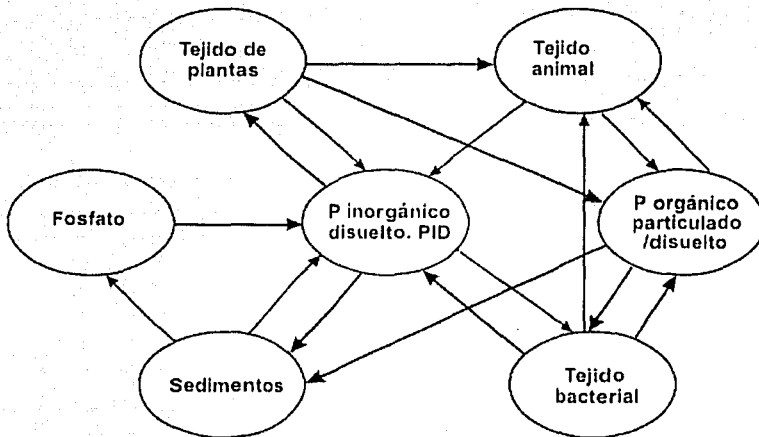 Tejido de
plantas
Tejido
animal
Fosfato
P inorgánico
disuelto. PID
P orgánico
particulado
/disuelto
Sedimentos
Tejido
bacterial